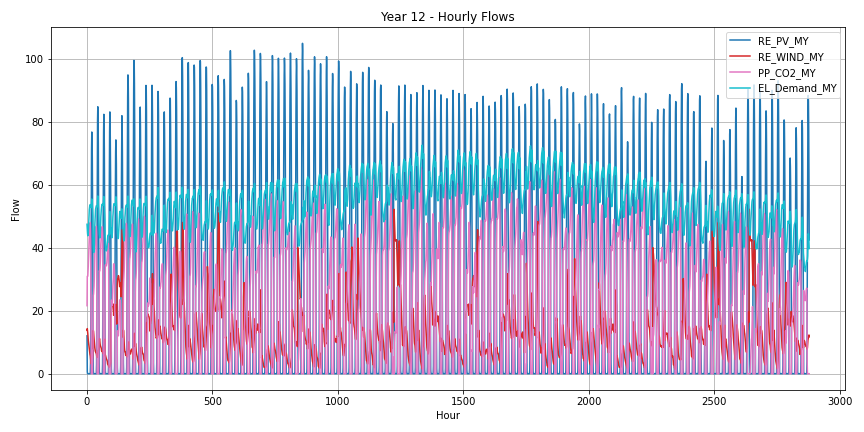 Year 12 - Hourly Flows
RE_PV_MY
RE_WIND_MY
PP_CO2_MY
EL_Demand_MY
Flow
100
80
60
40
20
0
0 500 1000 1500 2000 2500 3000
Hour